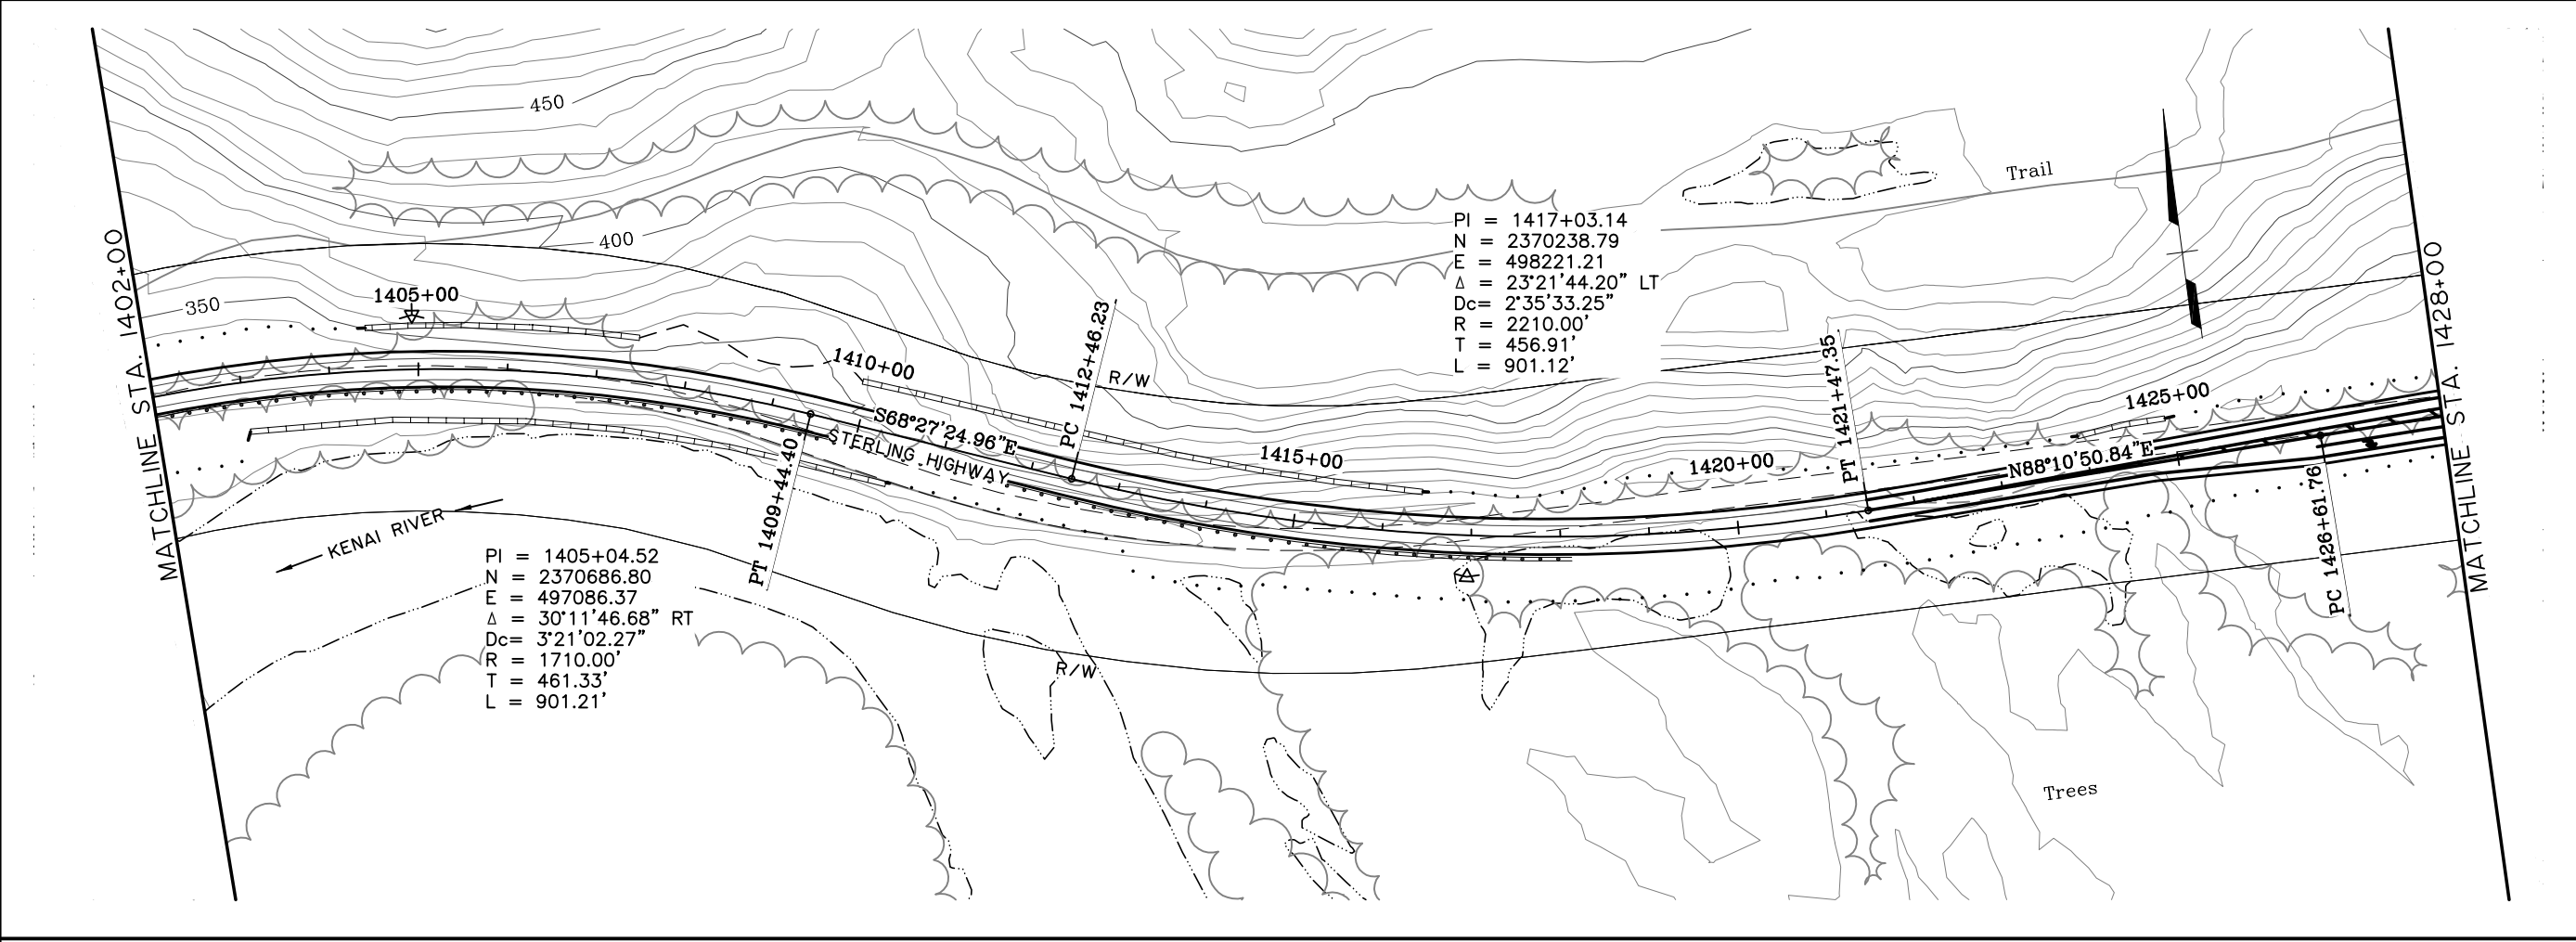 450
Trail
400
350
MATCHLINE STA. 1402+00
1405+00
1410+00
PC 1412+46.23
R/W
PI = 1417+03.14
N = 2370238.79
E = 498221.21
Δ = 23°21'44.20" LT
Dc= 2°35'33.25"
R = 2210.00'
T = 456.91'
L = 901.12'
PT 1421+47.35
1425+00
MATCHLINE STA. 1428+00
S68°27'24.96"E
STERLING HIGHWAY
1415+00
1420+00
N88°10'50.84"E
PT 1409+44.40
PC 1426+61.76
KENAI RIVER
PI = 1405+04.52
N = 2370686.80
E = 497086.37
Δ = 30°11'46.68" RT
Dc= 3°21'02.27"
R = 1710.00'
T = 461.33'
L = 901.21'
R/W
Trees